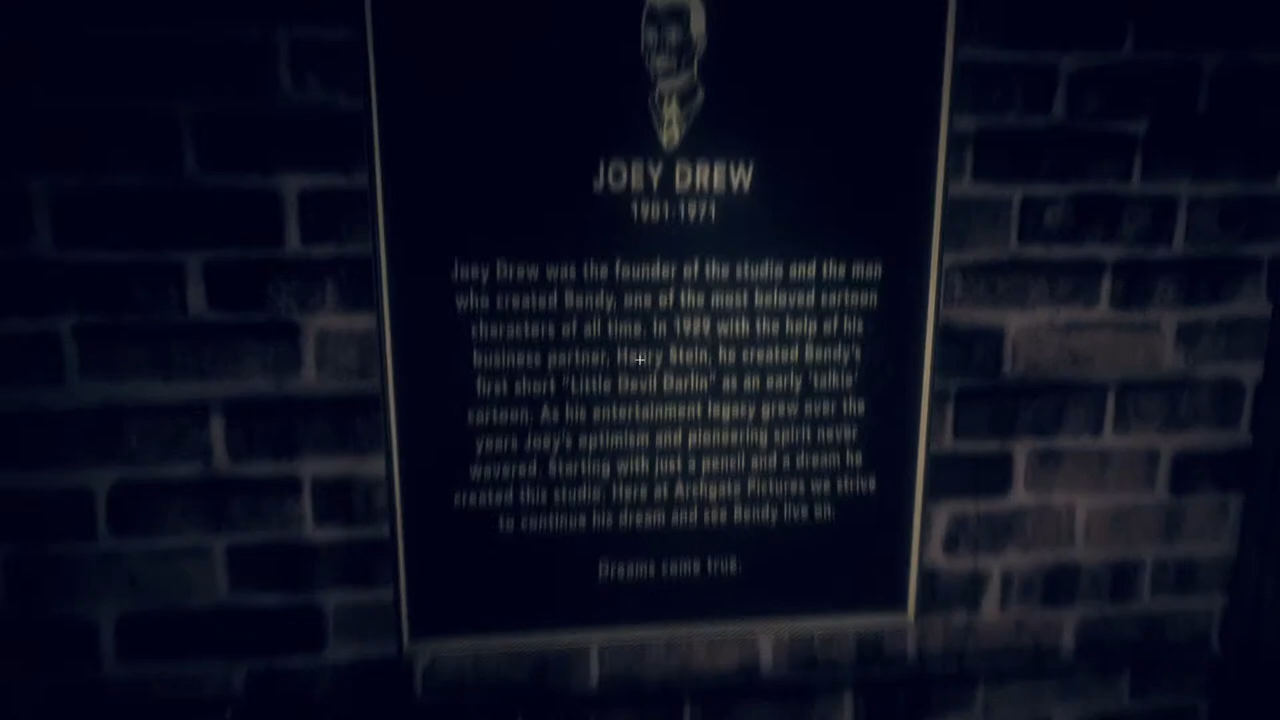 JOEY DREW
1901-1971
Joey Drew was the founder of the studio and the man
who created Bendy, one of the most beloved cartoon
characters of all time. In 1929 with the help of his
business partner, Stein, he created Bendy's
first short "Little Devil Darlin'" as an early "talkie"
cartoon. As his entertainment legacy grew over the
years Joey's optimism and pioneering spirit never
wavered. Starting with just a pencil and a dream he
created this studio. Here at Archgate Pictures we strive
to continue his dream and see Bendy live on.
Dreams come true.